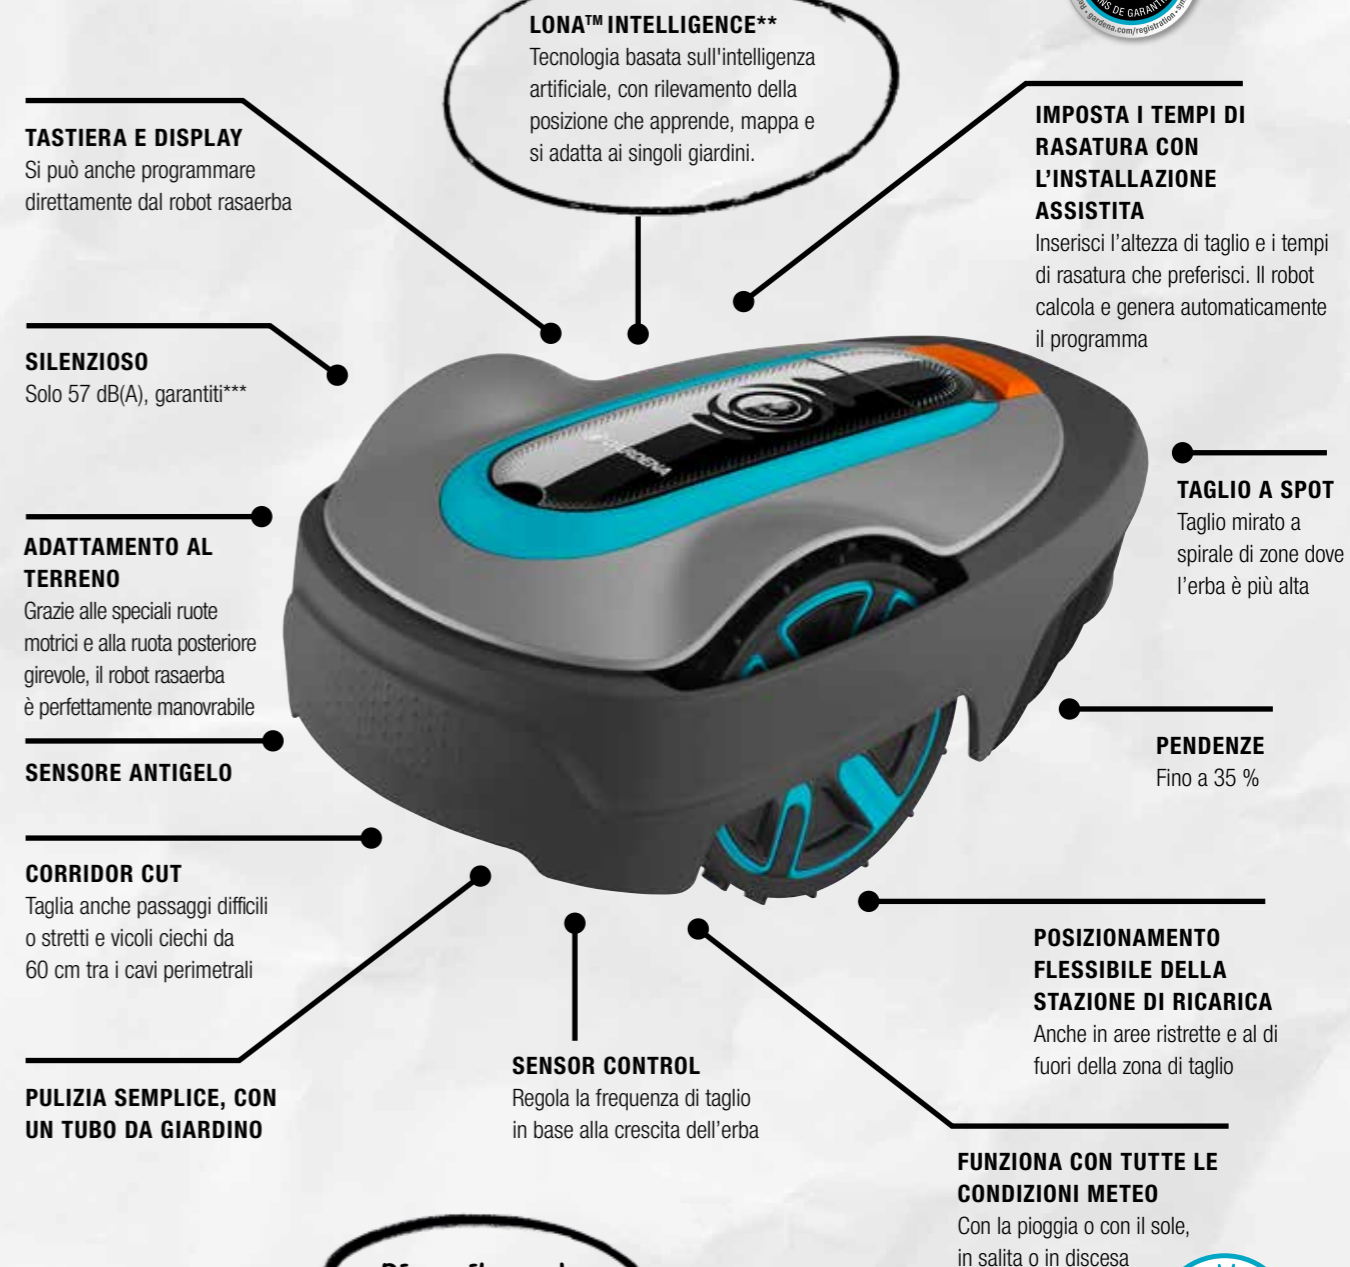 LONA™ INTELLIGENCE**
Tecnologia basata sull'intelligenza
artificiale, con rilevamento della
posizione che apprende, mappa e
si adatta ai singoli giardini.
NS DE GARANTI
gardena.com/registration
TASTIERA E DISPLAY
Si può anche programmare
direttamente dal robot rasaerba
IMPOSTA I TEMPI DI
RASATURA CON
L'INSTALLAZIONE
ASSISTITA
Inserisci l'altezza di taglio e i tempi
di rasatura che preferisci. Il robot
calcola e genera automaticamente
il programma
SILENZIOSO
Solo 57 dB(A), garantiti***
GARDENA
TAGLIO A SPOT
Taglio mirato a
spirale di zone dove
l'erba è più alta
ADATTAMENTO AL
TERRENO
Grazie alle speciali ruote
motrici e alla ruota posteriore
girevole, il robot rasaerba
è perfettamente manovrabile
SENSORE ANTIGELO
PENDENZE
Fino a 35 %
CORRIDOR CUT
Taglia anche passaggi difficili
o stretti e vicoli ciechi da
60 cm tra i cavi perimetrali
POSIZIONAMENTO
FLESSIBILE DELLA
STAZIONE DI RICARICA
Anche in aree ristrette e al di
fuori della zona di taglio
PULIZIA SEMPLICE, CON
UN TUBO DA GIARDINO
SENSOR CONTROL
Regola la frequenza di taglio
in base alla crescita dell'erba
FUNZIONA CON TUTTE LE
CONDIZIONI METEO
Con la pioggia o con il sole,
in salita o in discesa